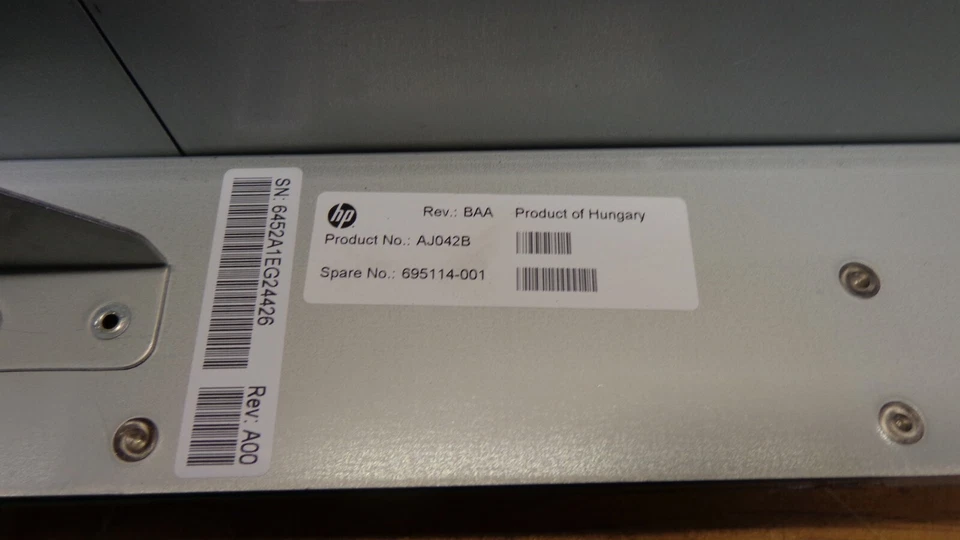 SN: 6452A1EG24426
Rev: A00
hp
Rev.: BAA
Product of Hungary
Product No.: AJ042B
Spare No.: 695114-001